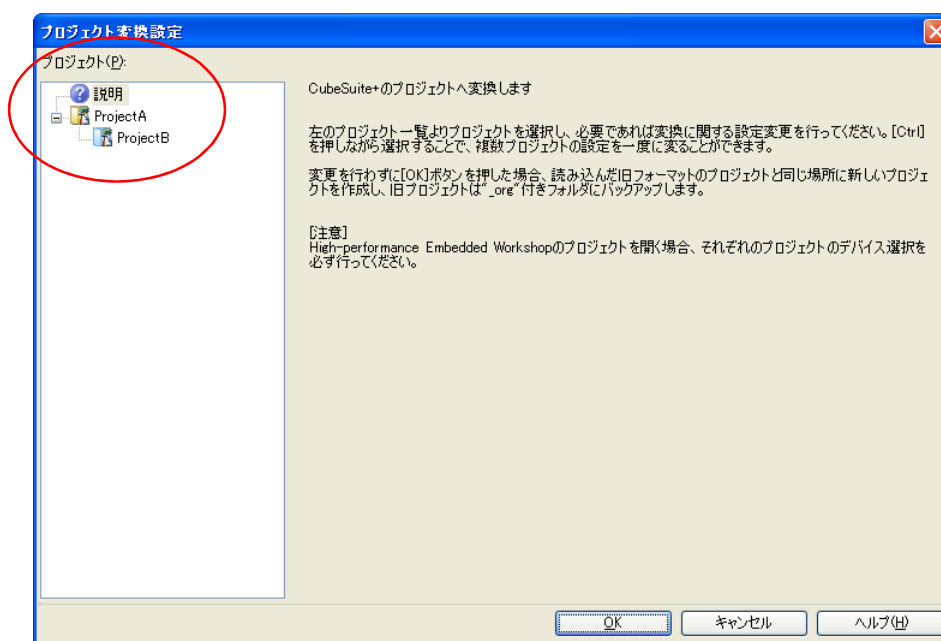 プロジェクト変換設定
プロジェクト(P):
説明
ProjectA
ProjectB
CubeSuite+のプロジェクトへ変換します
左のプロジェクト一覧よりプロジェクトを選択し、必要であれば変換に関する設定変更を行ってください。[Ctrl]
を押しながら選択することで、複数プロジェクトの設定を一度に変ることができます。
変更を行わずに[OK]ボタンを押した場合、読み込んだ旧フォーマットのプロジェクトと同じ場所に新しいプロジェ
クトを作成し、旧プロジェクトは"_org"付きフォルダにバックアップします。
[注意]
High-performance Embedded Workshopのプロジェクトを開く場合、それぞれのプロジェクトのデバイス選択を
必ず行ってください。
OK
キャンセル
ヘルプ(H)